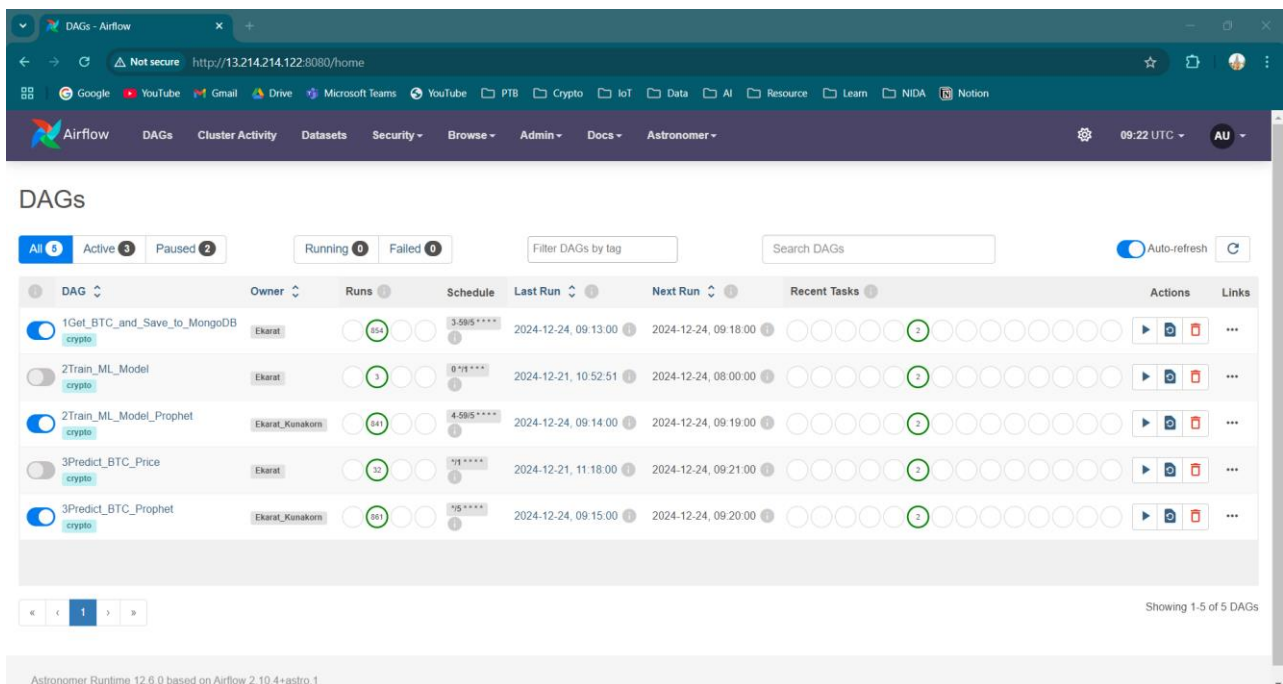 DAGs - Airflow
Not secure http://13.214.214.122:8080/home
Google YouTube Gmail Drive Microsoft Teams YouTube PTB Crypto IoT Data AI Resource Learn NIDA Notion
Airflow DAGs Cluster Activity Datasets Security Browse Admin Docs Astronomer 09:22 UTC AU
DAGs
All 5 Active 3 Paused 2 Running 0 Failed 0 Filter DAGs by tag Search DAGs Auto-refresh
DAG Owner Runs Schedule Last Run Next Run Recent Tasks Actions Links
1Get_BTC_and_Save_to_MongoDB Ekarat 854 3-59/5 * * * * 2024-12-24, 09:13:00 2024-12-24, 09:18:00 2
crypto
2Train_ML_Model Ekarat 3 0 */1 * * * 2024-12-21, 10:52:51 2024-12-24, 08:00:00 2
crypto
2Train_ML_Model_Prophet Ekarat_Kunakorn 841 4-59/5 * * * * 2024-12-24, 09:14:00 2024-12-24, 09:19:00 2
crypto
3Predict_BTC_Price Ekarat 32 */1 * * * * 2024-12-21, 11:18:00 2024-12-24, 09:21:00 2
crypto
3Predict_BTC_Prophet Ekarat_Kunakorn 861 */5 * * * * 2024-12-24, 09:15:00 2024-12-24, 09:20:00 2
crypto
« ‹ 1 › » Showing 1-5 of 5 DAGs
Astronomer Runtime 12.6.0 based on Airflow 2.10.4+astro.1